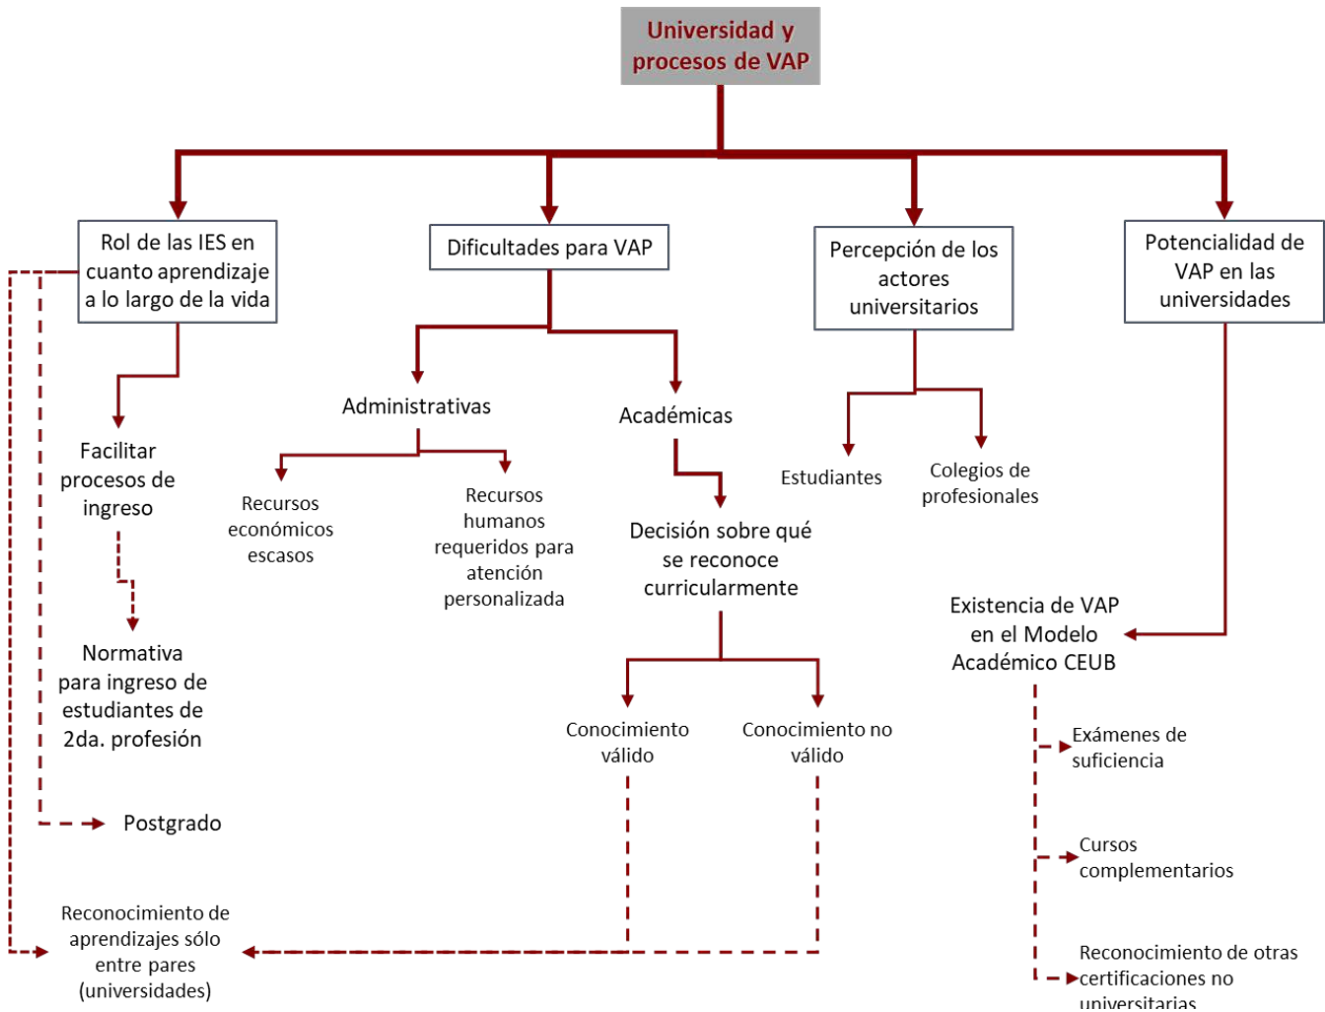 Universidad y
procesos de VAP
Rol de las IES en
cuanto aprendizaje
a lo largo de la vida
Dificultades para VAP
Percepción de los
actores
universitarios
Potencialidad de
VAP en las
universidades
Administrativas
Académicas
Facilitar
procesos de
ingreso
Recursos
económicos
escasos
Recursos
humanos
requeridos para
atención
personalizada
Estudiantes
Colegios de
profesionales
Decisión sobre qué
se reconoce
curricularmente
Existencia de VAP
en el Modelo
Académico CEUB
Normativa
para ingreso de
estudiantes de
2da. profesión
Conocimiento
válido
Conocimiento no
válido
Exámenes de
suficiencia
Postgrado
Cursos
complementarios
Reconocimiento de
aprendizajes sólo
entre pares
(universidades)
Reconocimiento de otras
certificaciones no
universitarias